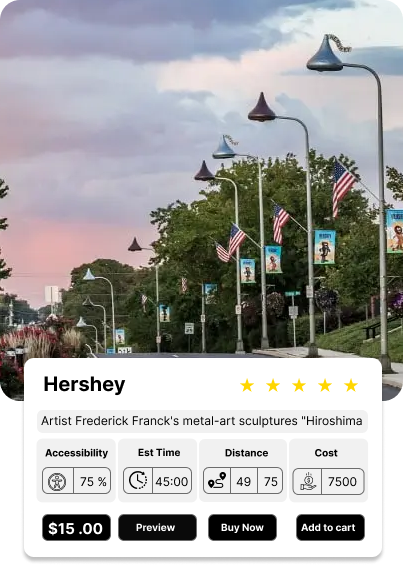 Hershey
Artist Frederick Franck's metal-art sculptures "Hiroshima
Accessibility Est Time Distance Cost
75 % 45:00 49 75 7500
$15 .00 Preview Buy Now Add to cart